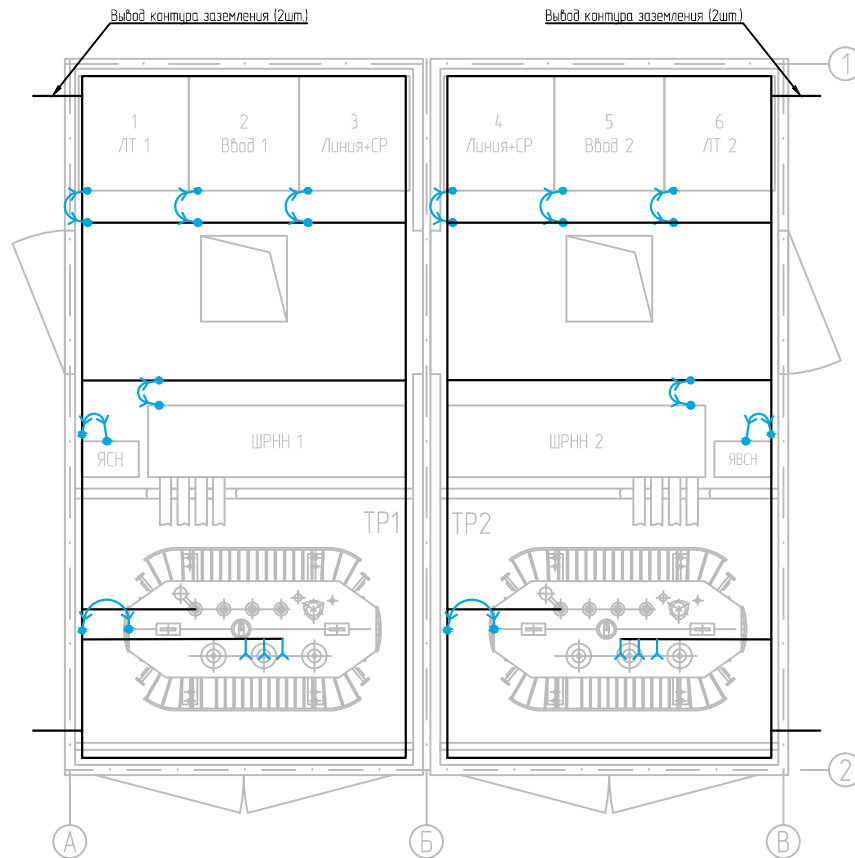 Вывод контура заземления (2шт.)
Вывод контура заземления (2шт.)
1
1
ЛТ 1
2
Ввод 1
3
Линия+СР
4
Линия+СР
5
Ввод 2
6
ЛТ 2
ШРНН 1
ШРНН 2
ЯСН
ЯВСН
ТР1
ТР2
2
А
Б
В